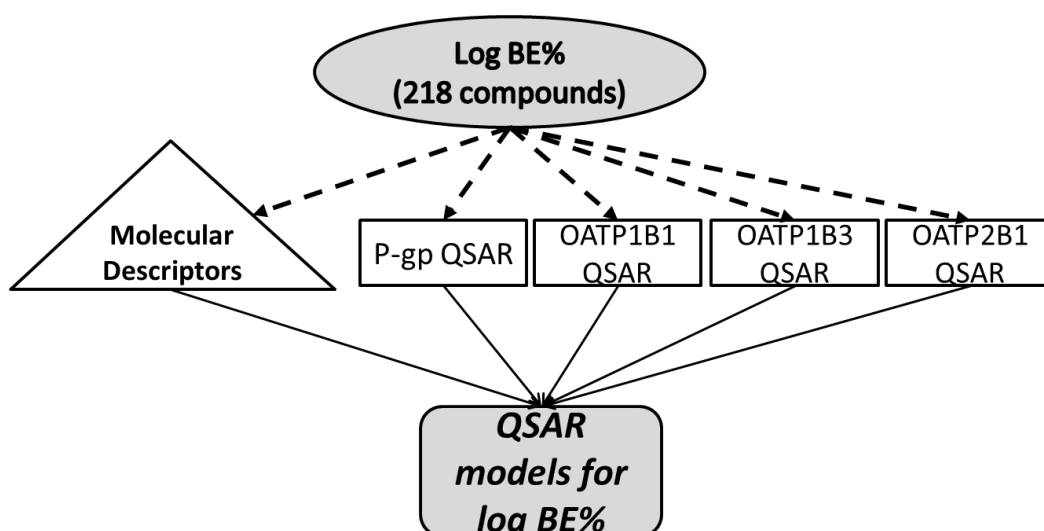 Log BE%
(218 compounds)
Molecular
Descriptors
P-gp QSAR
OATP1B1
QSAR
OATP1B3
QSAR
OATP2B1
QSAR
QSAR
models for
log BE%